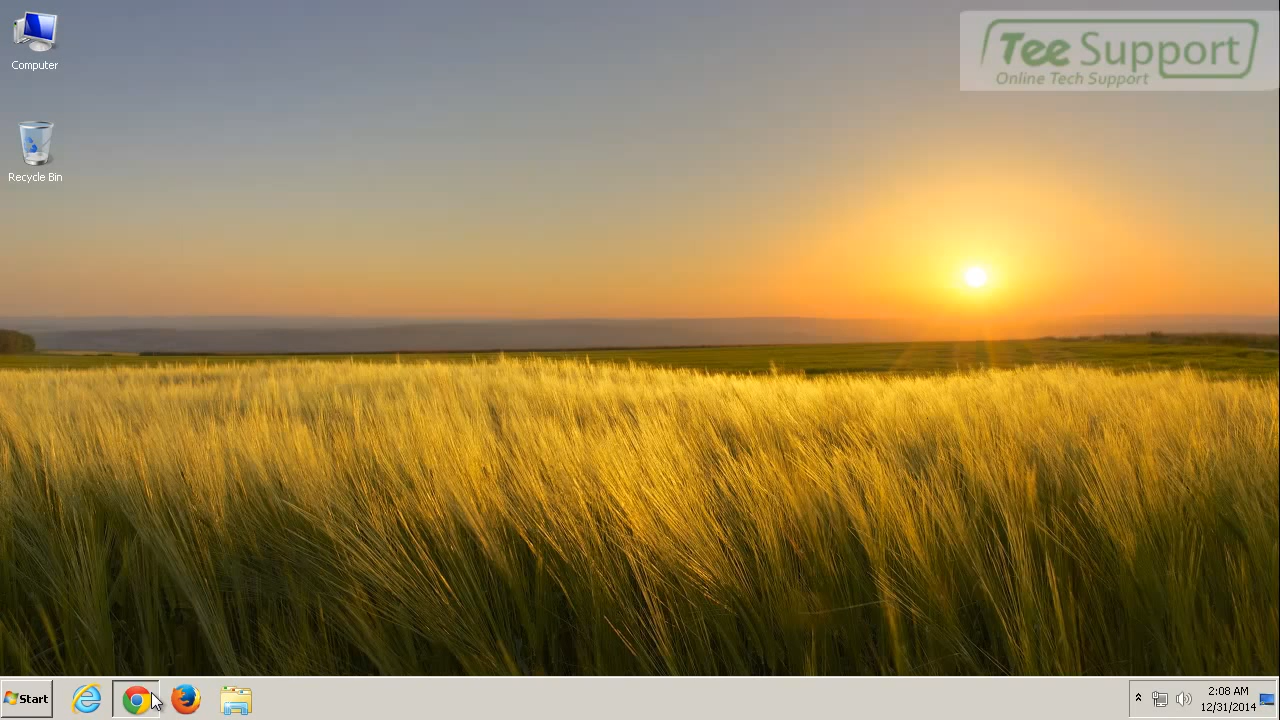 Computer
Recycle Bin
Tee Support
Online Tech Support
Start
2:08 AM
12/31/2014